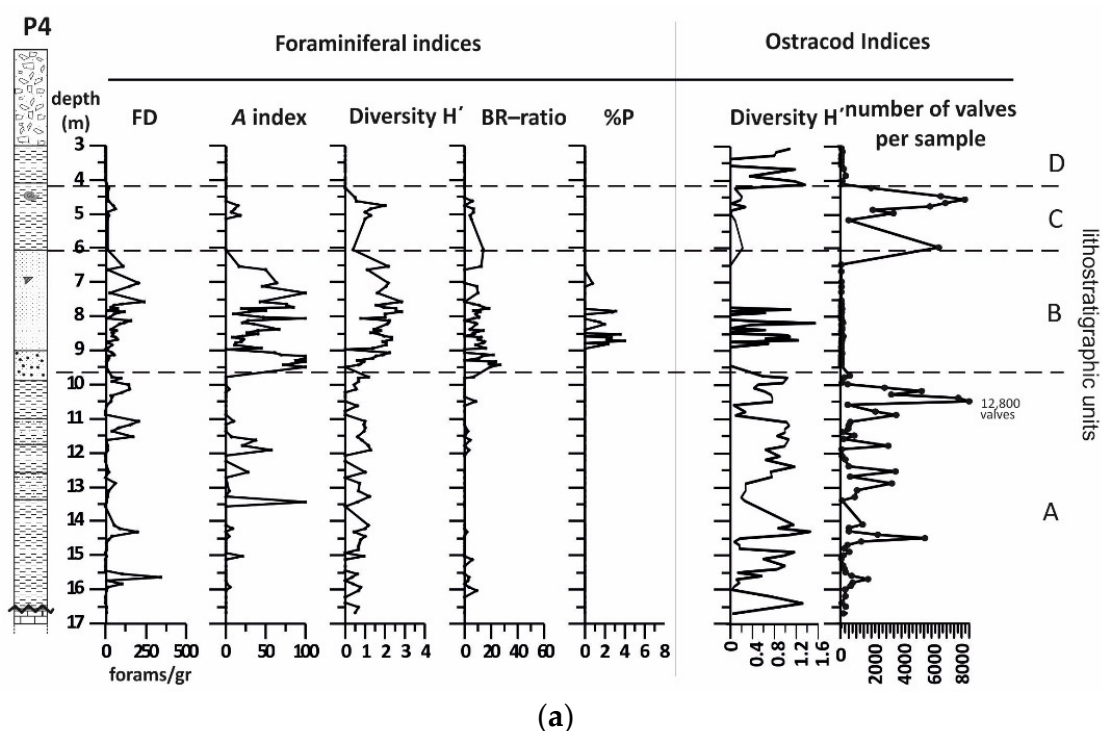 P4
Foraminiferal indices
Ostracod Indices
depth
(m)
FD
A index
Diversity H′
BR–ratio
%P
Diversity H′
number of valves
per sample
3
4
5
6
7
8
9
10
11
12
13
14
15
16
17
D
C
B
A
lithostratigraphic units
12,800
valves
0 500
forams/gr
0 50 100
0 1 2 3 4
0 20 40 60
0 2 4 6 8
0 0.4 0.8 1.2 1.6
0 2000 4000 6000 8000
(a)